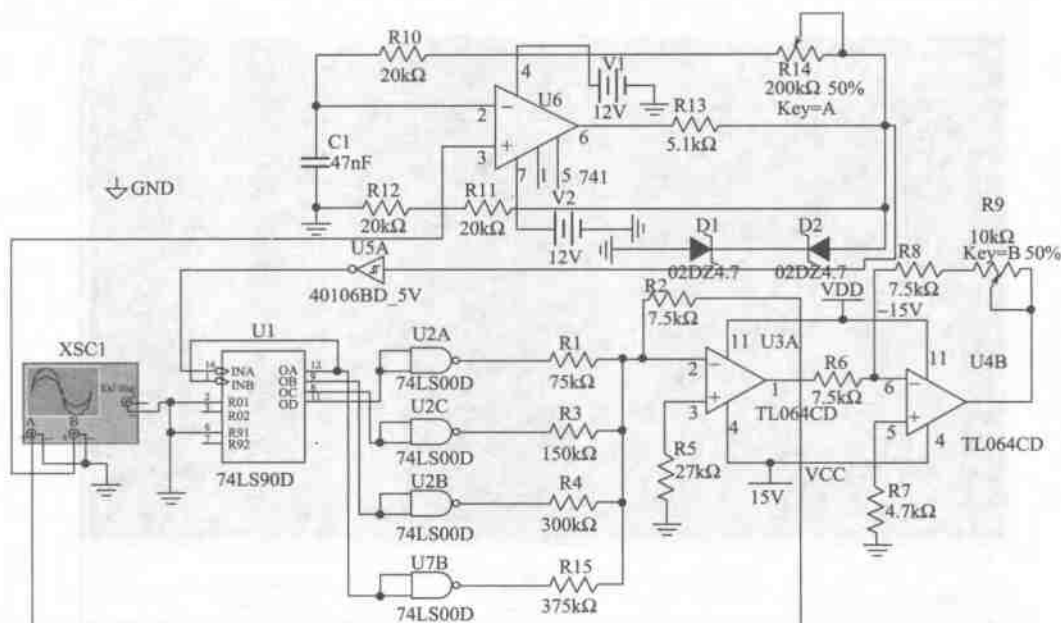 R10
20kΩ
4
V1
12V
R14
200kΩ 50%
Key=A
2
U6
3
6
R13
5.1kΩ
C1
47nF
7
1
5
741
GND
R12
20kΩ
R11
20kΩ
V2
12V
D1
02DZ4.7
D2
02DZ4.7
R9
10kΩ
Key=B 50%
R8
7.5kΩ
U5A
40106BD_5V
VDD
-15V
R2
7.5kΩ
XSC1
A
B
U1
INA
INB
R01
R02
R91
R92
OA
OB
OC
OD
74LS90D
U2A
74LS00D
U2C
74LS00D
U2B
74LS00D
U7B
74LS00D
R1
75kΩ
R3
150kΩ
R4
300kΩ
R15
375kΩ
2
3
11
U3A
1
4
TL064CD
R5
27kΩ
R6
7.5kΩ
6
5
11
U4B
4
TL064CD
VCC
15V
R7
4.7kΩ